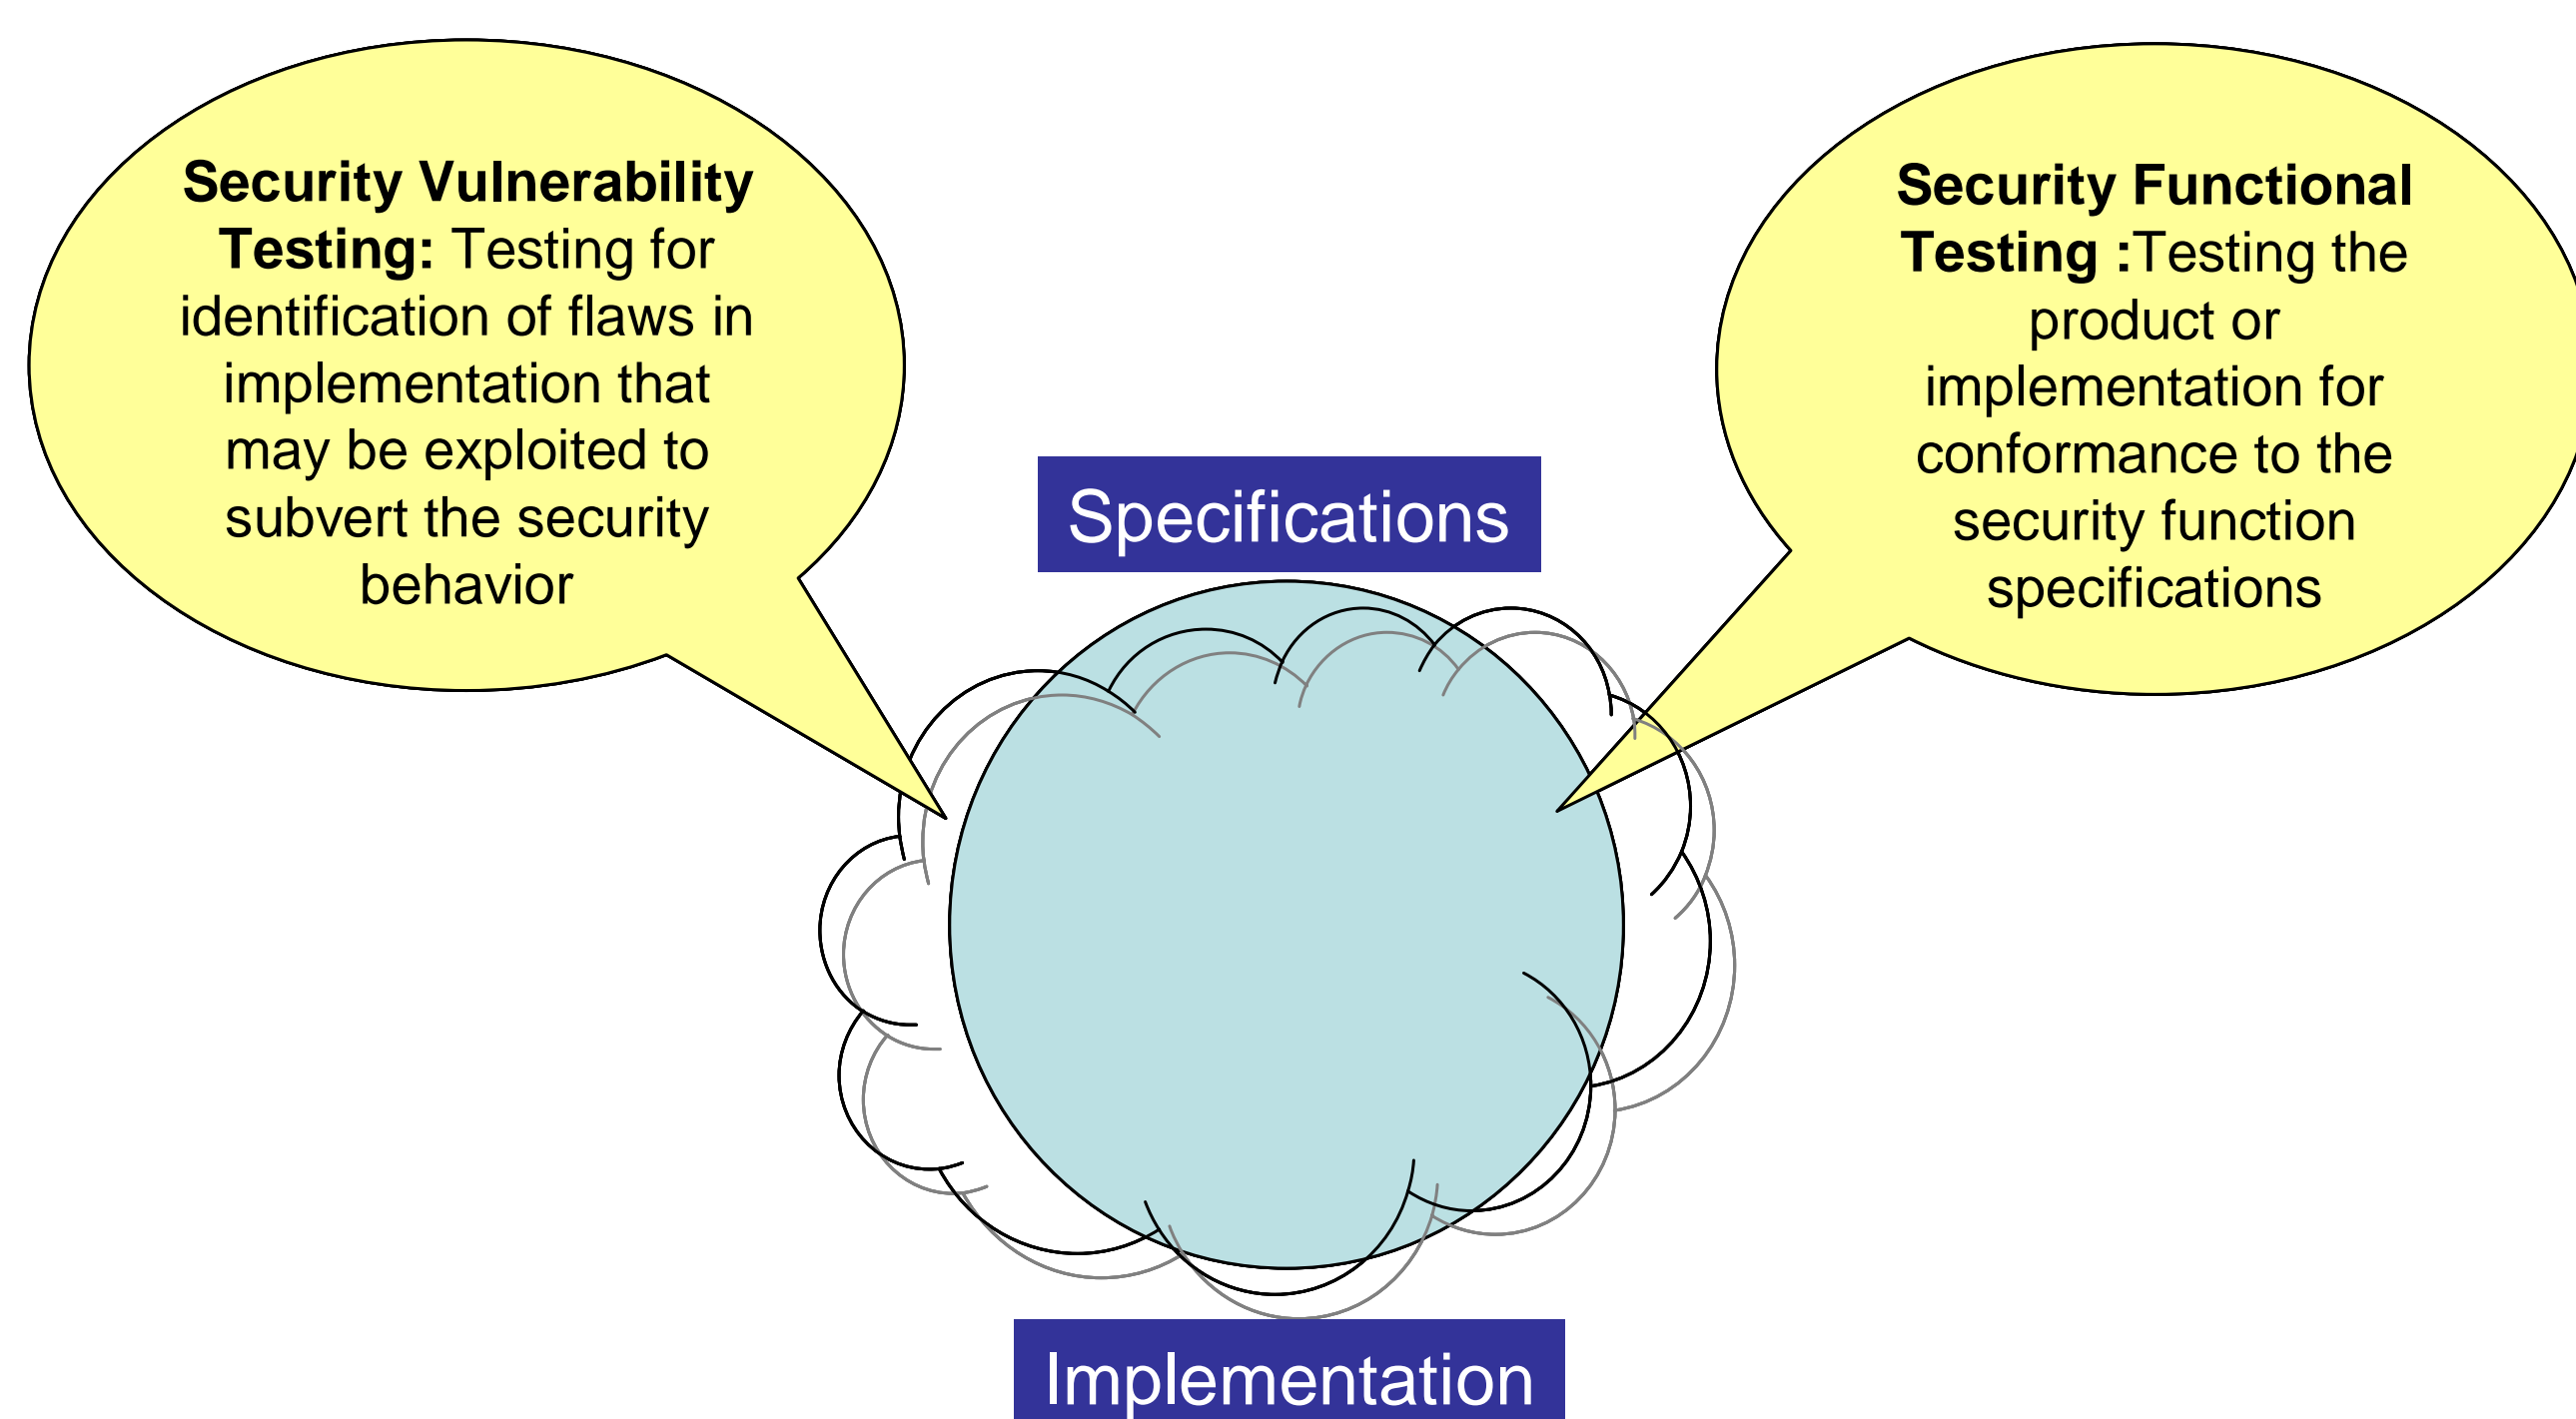 Security Vulnerability
Testing: Testing for
identification of flaws in
implementation that
may be exploited to
subvert the security
behavior
Security Functional
Testing :Testing the
product or
implementation for
conformance to the
security function
specifications
Specifications
Implementation